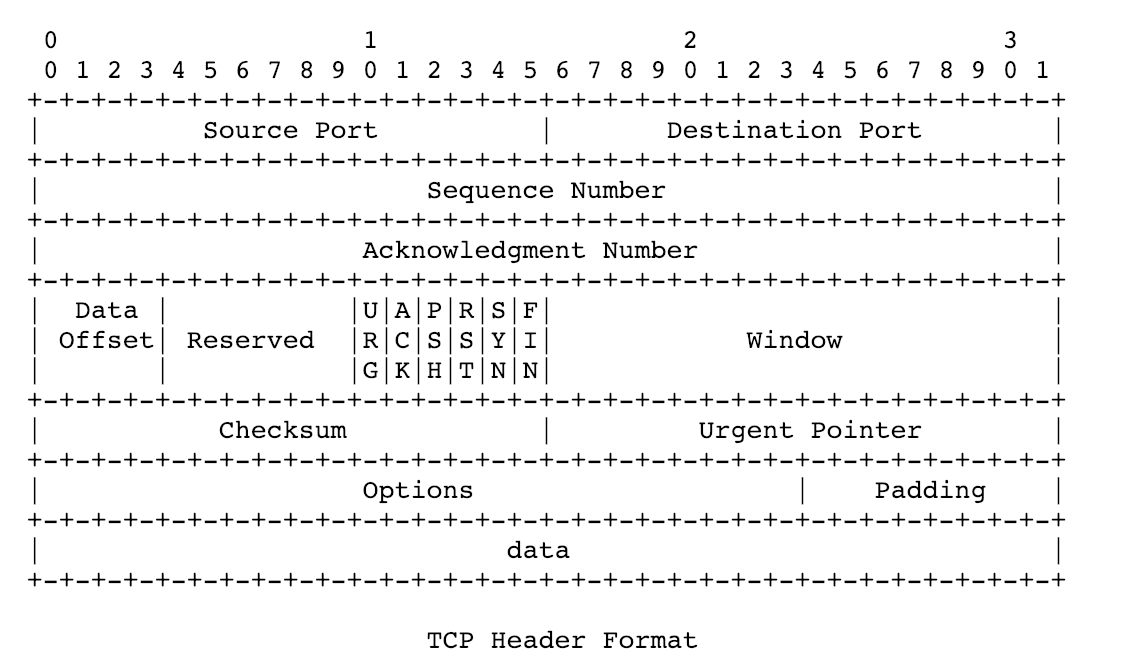 0                   1                   2                   3
 0 1 2 3 4 5 6 7 8 9 0 1 2 3 4 5 6 7 8 9 0 1 2 3 4 5 6 7 8 9 0 1
+-+-+-+-+-+-+-+-+-+-+-+-+-+-+-+-+-+-+-+-+-+-+-+-+-+-+-+-+-+-+-+-+
|          Source Port          |       Destination Port        |
+-+-+-+-+-+-+-+-+-+-+-+-+-+-+-+-+-+-+-+-+-+-+-+-+-+-+-+-+-+-+-+-+
|                        Sequence Number                        |
+-+-+-+-+-+-+-+-+-+-+-+-+-+-+-+-+-+-+-+-+-+-+-+-+-+-+-+-+-+-+-+-+
|                    Acknowledgment Number                      |
+-+-+-+-+-+-+-+-+-+-+-+-+-+-+-+-+-+-+-+-+-+-+-+-+-+-+-+-+-+-+-+-+
|  Data |           |U|A|P|R|S|F|                               |
| Offset| Reserved  |R|C|S|S|Y|I|            Window             |
|       |           |G|K|H|T|N|N|                               |
+-+-+-+-+-+-+-+-+-+-+-+-+-+-+-+-+-+-+-+-+-+-+-+-+-+-+-+-+-+-+-+-+
|           Checksum            |         Urgent Pointer        |
+-+-+-+-+-+-+-+-+-+-+-+-+-+-+-+-+-+-+-+-+-+-+-+-+-+-+-+-+-+-+-+-+
|                    Options                    |    Padding    |
+-+-+-+-+-+-+-+-+-+-+-+-+-+-+-+-+-+-+-+-+-+-+-+-+-+-+-+-+-+-+-+-+
|                             data                              |
+-+-+-+-+-+-+-+-+-+-+-+-+-+-+-+-+-+-+-+-+-+-+-+-+-+-+-+-+-+-+-+-+
                         TCP Header Format